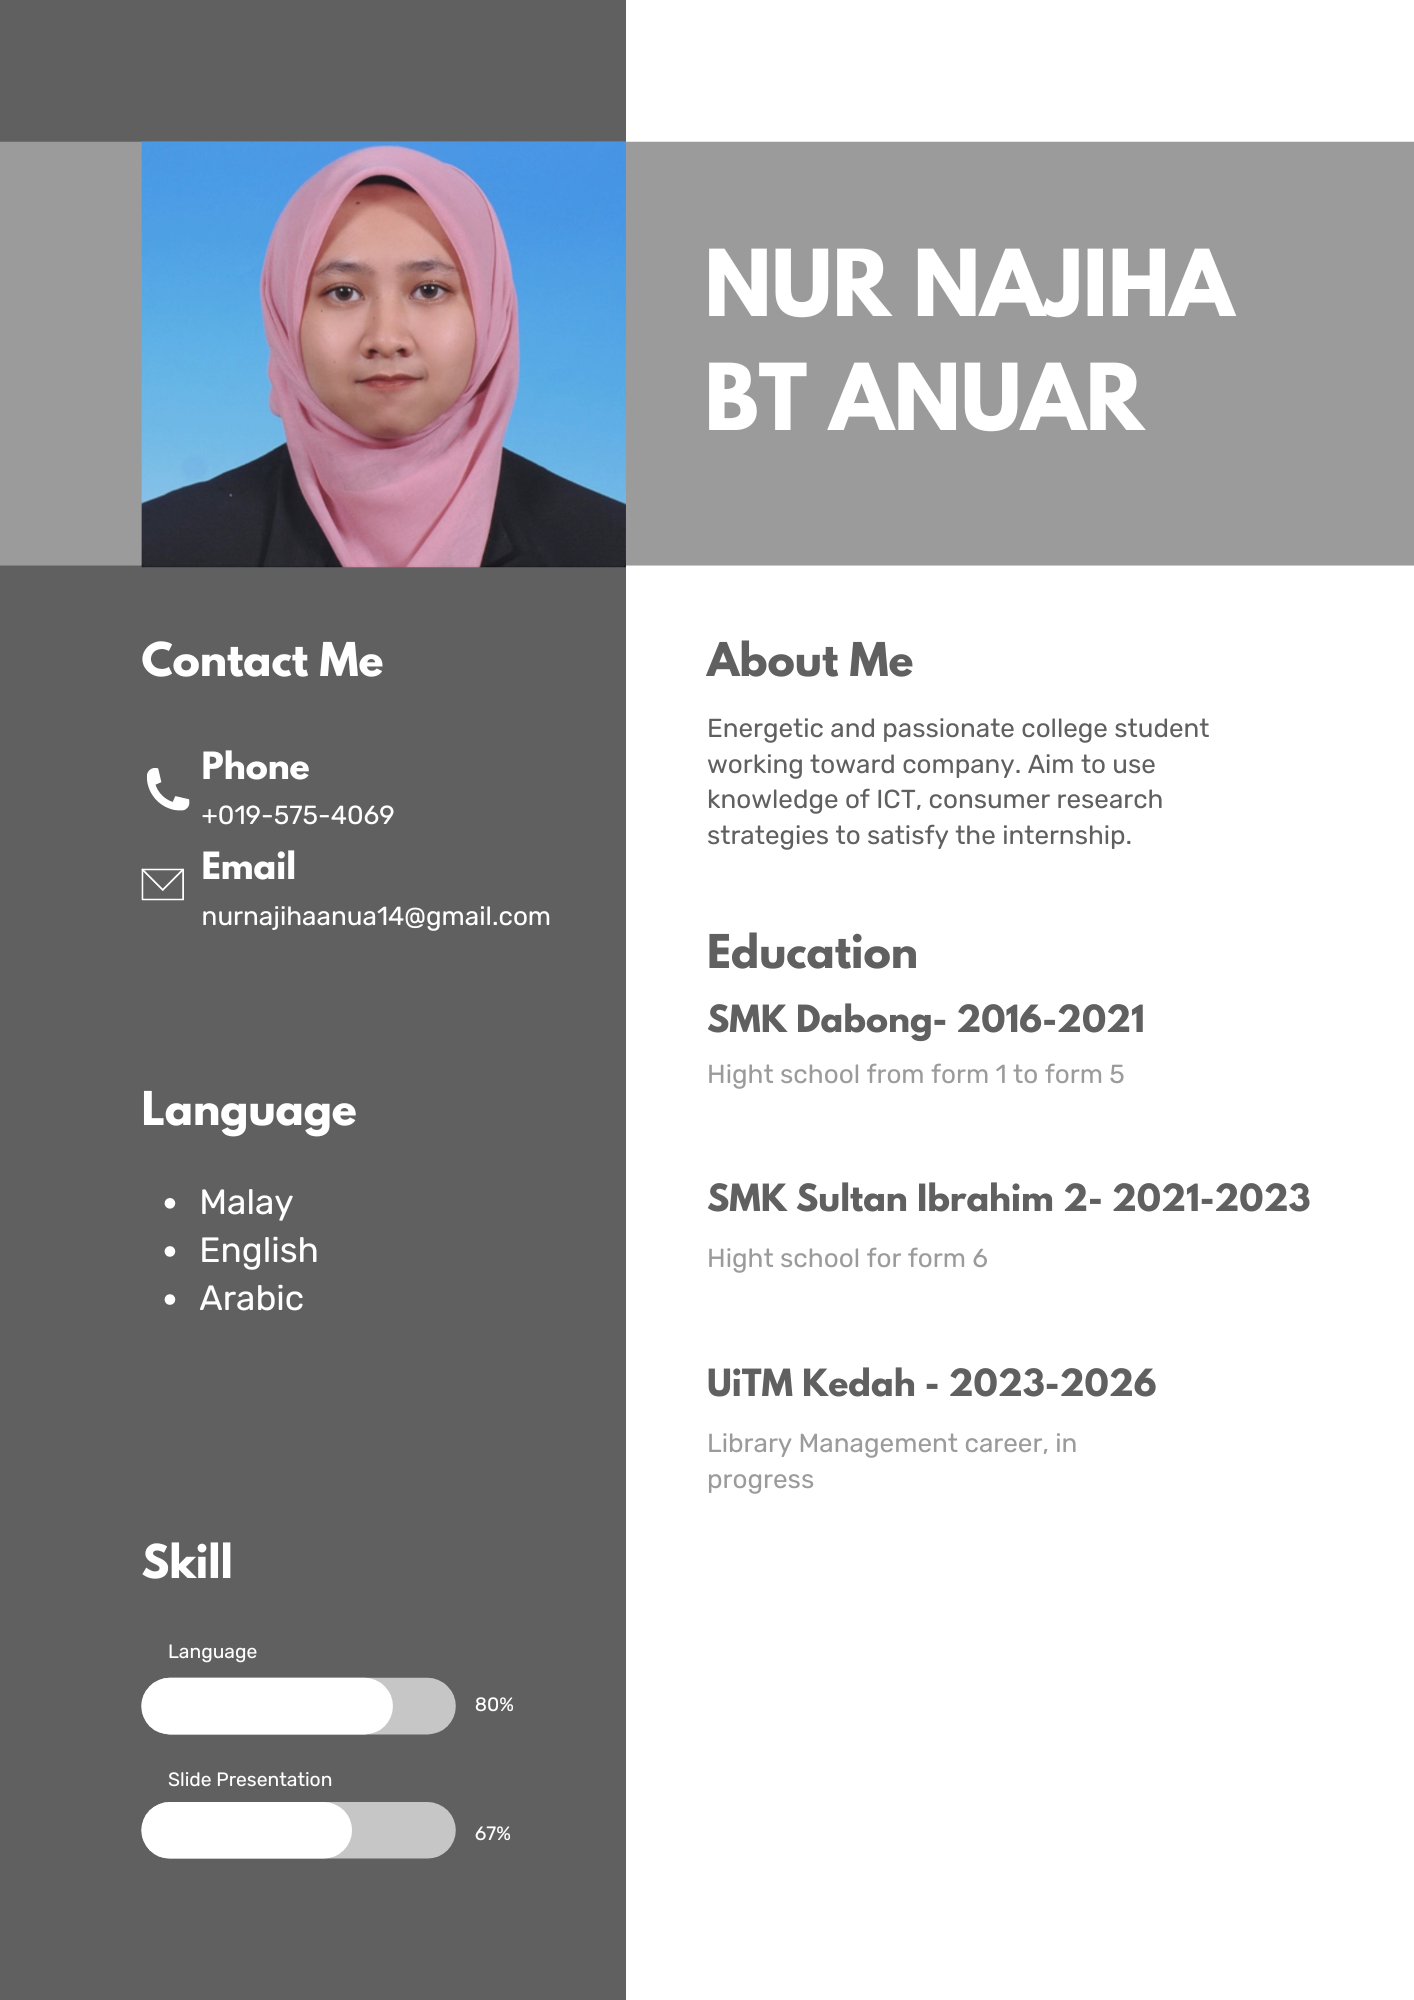 NUR NAJIHA
BT ANUAR
Contact Me
Phone
+019-575-4069
Email
nurnajihaanua14@gmail.com
Language
• Malay
• English
• Arabic
Skill
Language
80%
Slide Presentation
67%
About Me
Energetic and passionate college student
working toward company. Aim to use
knowledge of ICT, consumer research
strategies to satisfy the internship.
Education
SMK Dabong- 2016-2021
Hight school from form 1 to form 5
SMK Sultan Ibrahim 2- 2021-2023
Hight school for form 6
UiTM Kedah - 2023-2026
Library Management career, in
progress